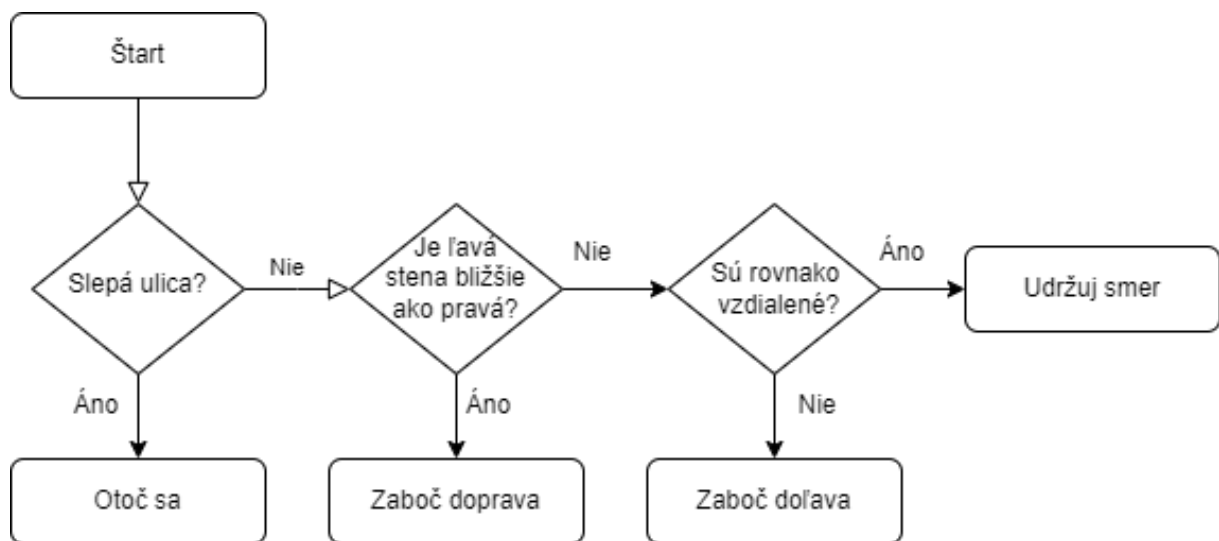 Štart
Slepá ulica?
Nie
Je ľavá
stena bližšie
ako pravá?
Nie
Sú rovnako
vzdialené?
Áno
Udržuj smer
Áno
Áno
Nie
Otoč sa
Zaboč doprava
Zaboč doľava